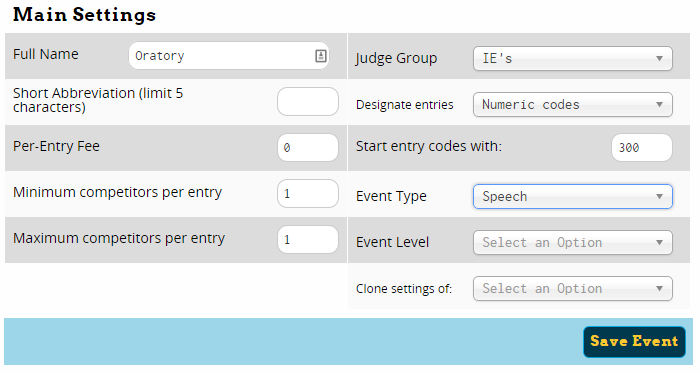 Main Settings
Full Name Oratory
Judge Group IE's
Short Abbreviation (limit 5
characters)
Designate entries Numeric codes
Per-Entry Fee 0
Start entry codes with: 300
Minimum competitors per entry 1
Event Type Speech
Maximum competitors per entry 1
Event Level Select an Option
Clone settings of: Select an Option
Save Event